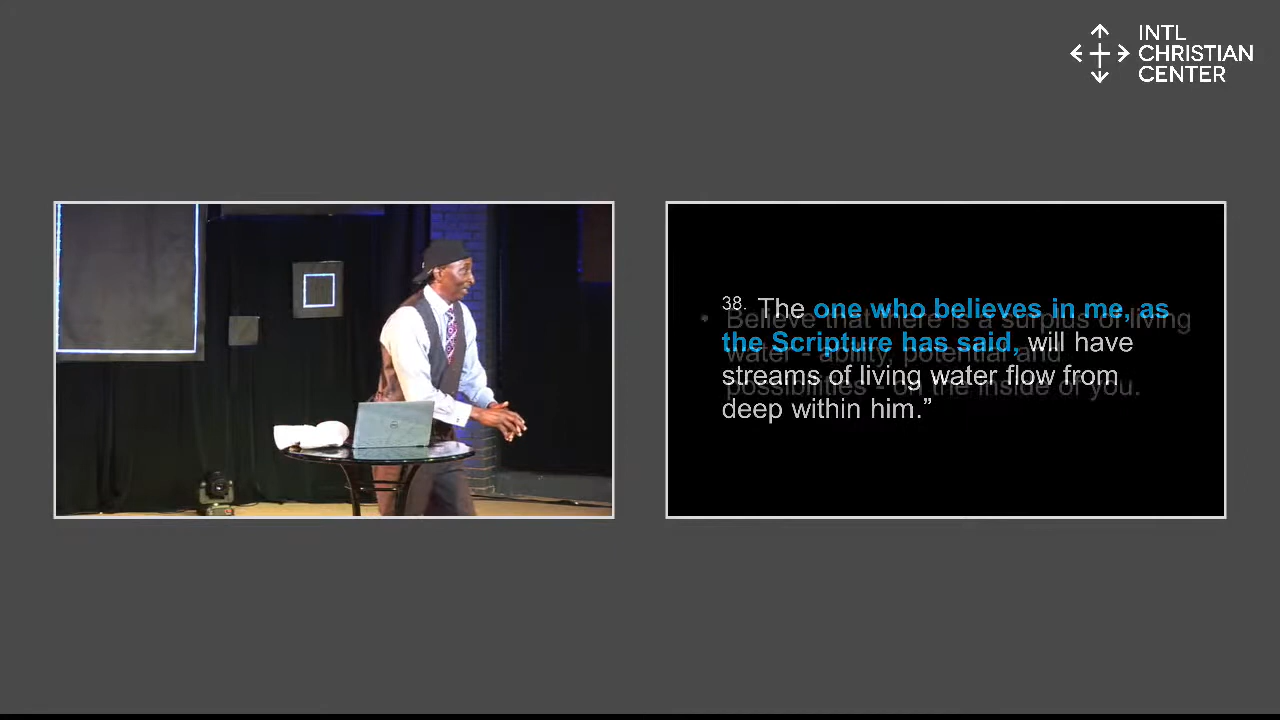 INTL
CHRISTIAN
CENTER
38. The one who believes in me, as
the Scripture has said, will have
streams of living water flow from
deep within him.”
• Believe that there is a surplus of living
water - ability, potential and
possibilities - on the inside of you.